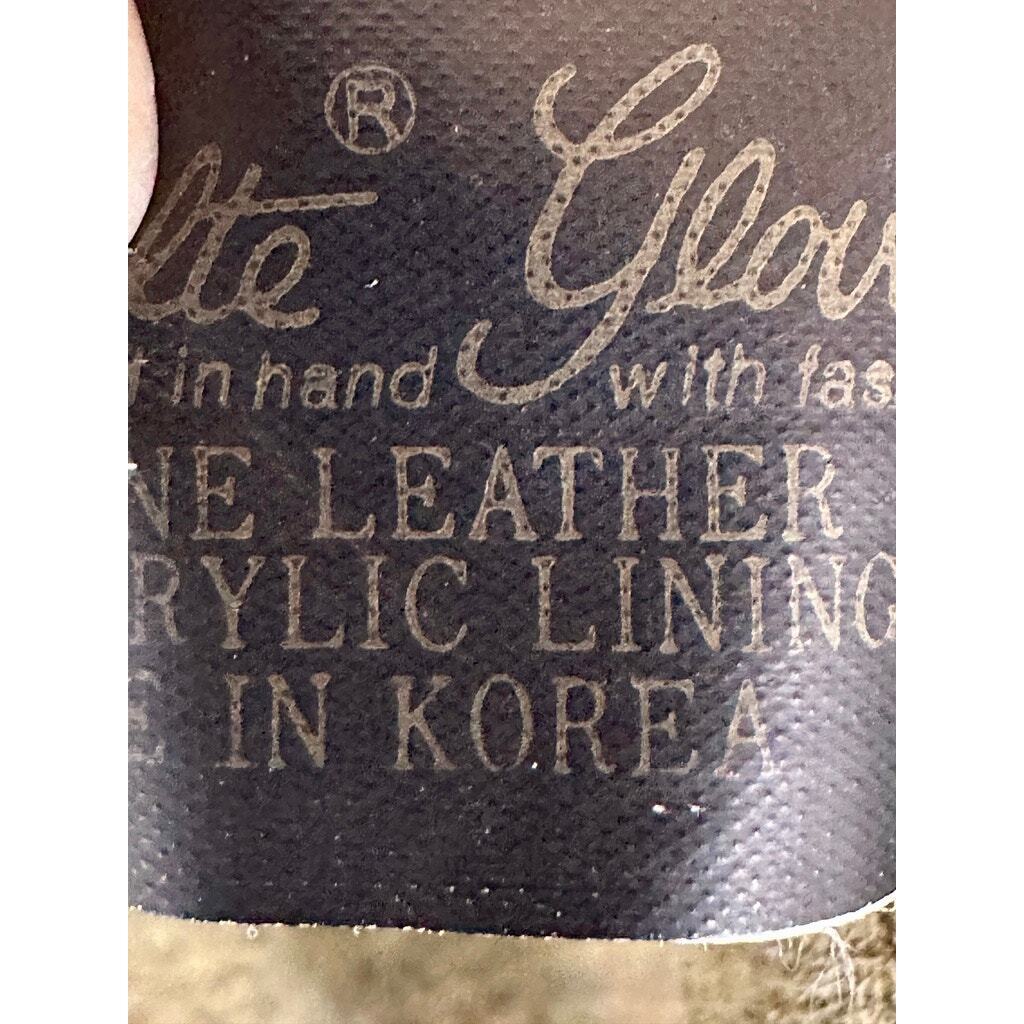 lte® Glov
t in hand with fas
NE LEATHER
RYLIC LINING
E IN KOREA